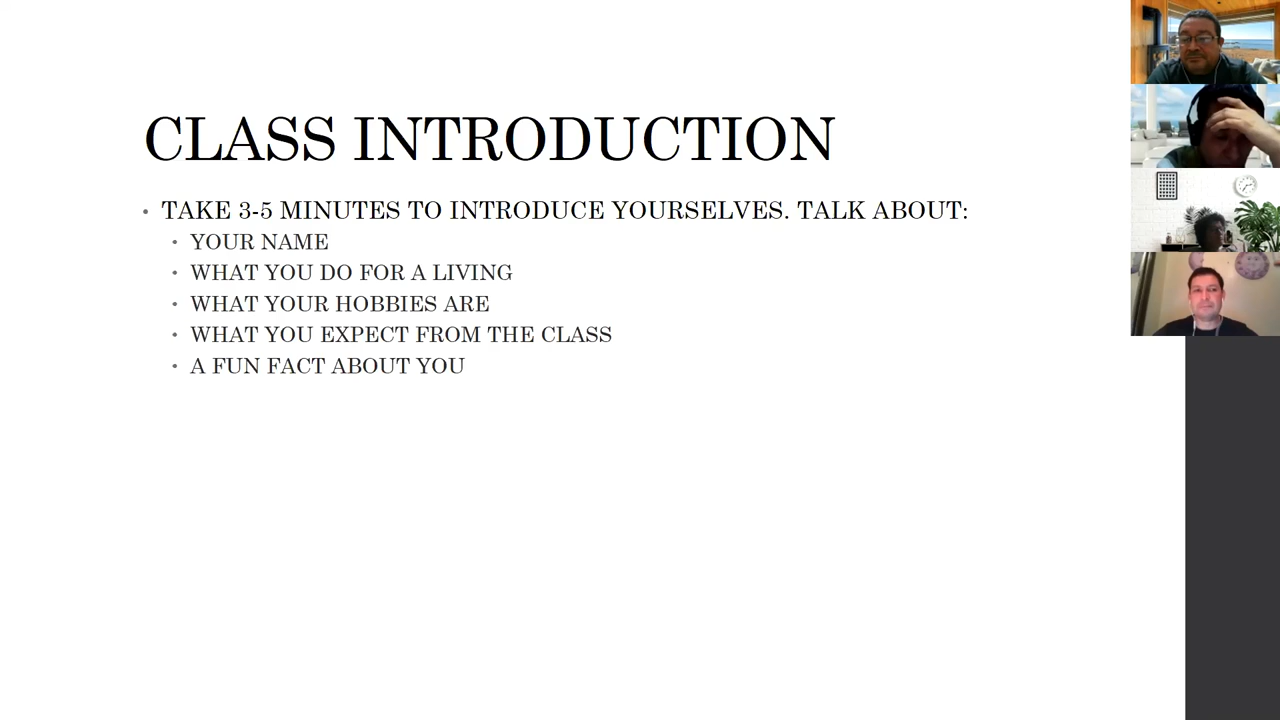 CLASS INTRODUCTION
• TAKE 3-5 MINUTES TO INTRODUCE YOURSELVES. TALK ABOUT:
• YOUR NAME
• WHAT YOU DO FOR A LIVING
• WHAT YOUR HOBBIES ARE
• WHAT YOU EXPECT FROM THE CLASS
• A FUN FACT ABOUT YOU